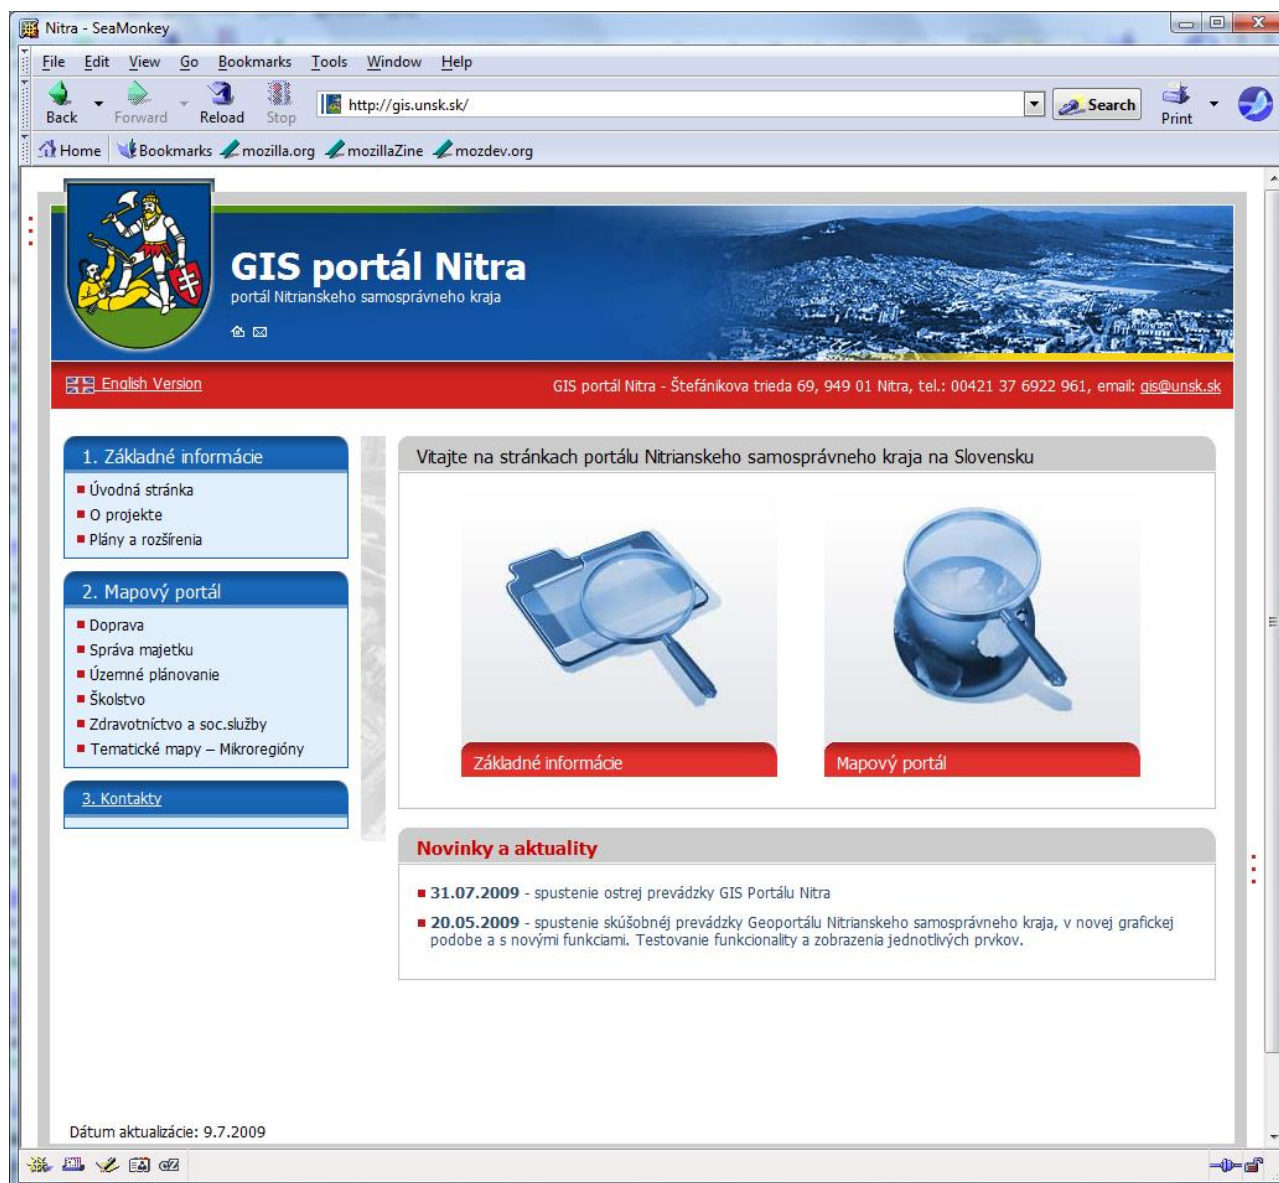 Nitra - SeaMonkey
File Edit View Go Bookmarks Tools Window Help
Back Forward Reload Stop http://gis.unsk.sk/ Search Print
Home Bookmarks mozilla.org mozillaZine mozdev.org
GIS portál Nitra
portál Nitrianskeho samosprávneho kraja
English Version GIS portál Nitra - Štefánikova trieda 69, 949 01 Nitra, tel.: 00421 37 6922 961, email: gis@unsk.sk
1. Základné informácie
Úvodná stránka
O projekte
Plány a rozšírenia
2. Mapový portál
Doprava
Správa majetku
Územné plánovanie
Školstvo
Zdravotníctvo a soc.služby
Tematické mapy – Mikroregióny
3. Kontakty
Vitajte na stránkach portálu Nitrianskeho samosprávneho kraja na Slovensku
Základné informácie
Mapový portál
Novinky a aktuality
31.07.2009 - spustenie ostrej prevádzky GIS Portálu Nitra
20.05.2009 - spustenie skúšobnéj prevádzky Geoportálu Nitrianskeho samosprávneho kraja, v novej grafickej
podobe a s novými funkciami. Testovanie funkcionality a zobrazenia jednotlivých prvkov.
Dátum aktualizácie: 9.7.2009